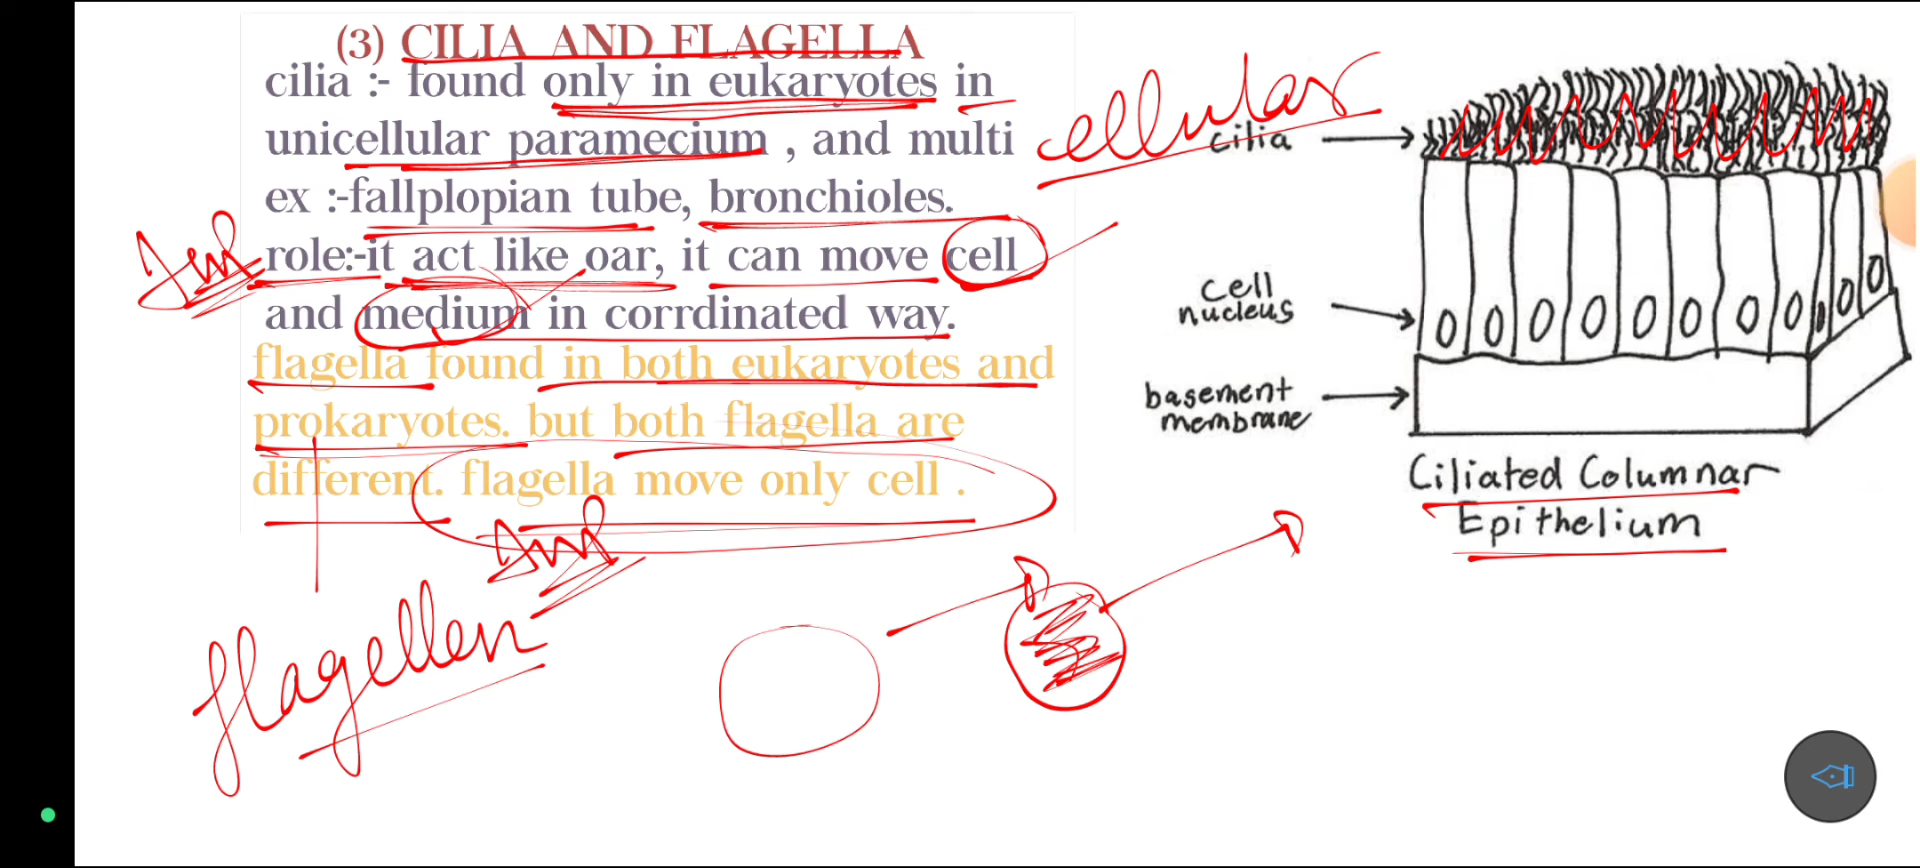 (3) CILIA AND FLAGELLA
cilia :- found only in eukaryotes in
unicellular paramecium , and multi cellular
ex :-fallplopian tube, bronchioles.
Imp role:-it act like oar, it can move cell
and medium in corrdinated way.
flagella found in both eukaryotes and
prokaryotes. but both flagella are
different. flagella move only cell .
Imp
flagellen
cilia
cell
nucleus
basement
membrane
Ciliated Columnar
Epithelium